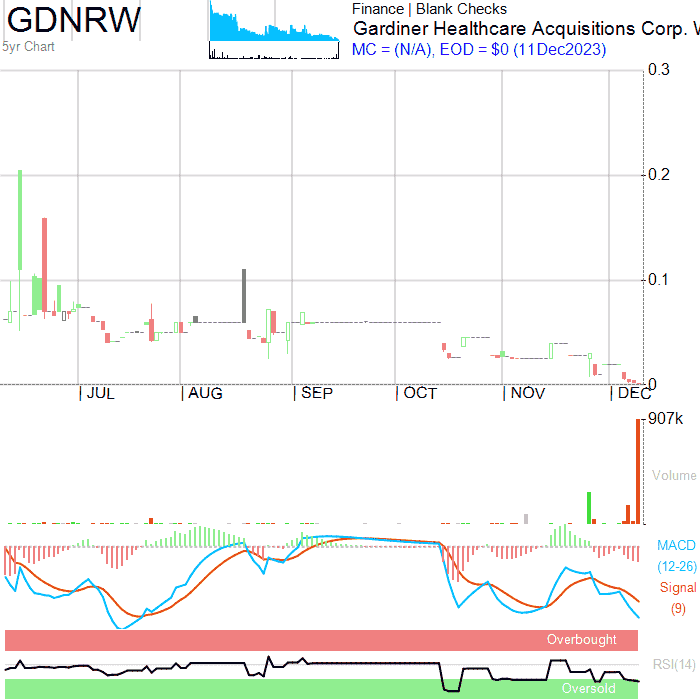 GDNRW
5yr Chart
Finance | Blank Checks
Gardiner Healthcare Acquisitions Corp. W
MC = (N/A), EOD = $0 (11Dec2023)
0.3
0.2
0.1
0
JUL AUG SEP OCT NOV DEC
907k
Volume
MACD
(12-26)
Signal
(9)
Overbought
RSI(14)
Oversold